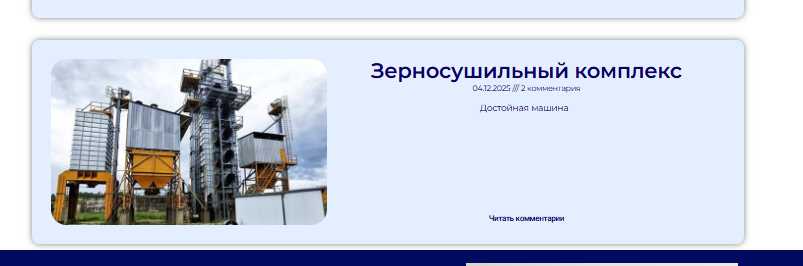 Зерносушильный комплекс
04.12.2025 /// 2 комментария
Достойная машина
Читать комментарии